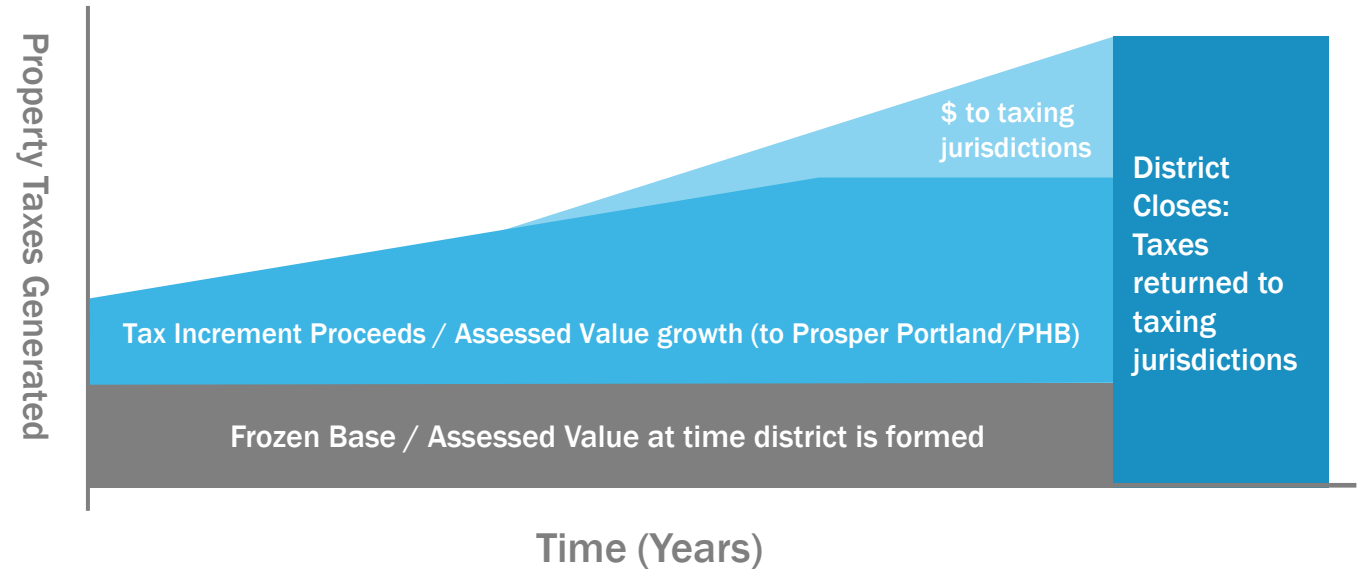 Property Taxes Generated
$ to taxing
jurisdictions
District
Closes:
Taxes
returned to
taxing
jurisdictions
Tax Increment Proceeds / Assessed Value growth (to Prosper Portland/PHB)
Frozen Base / Assessed Value at time district is formed
Time (Years)